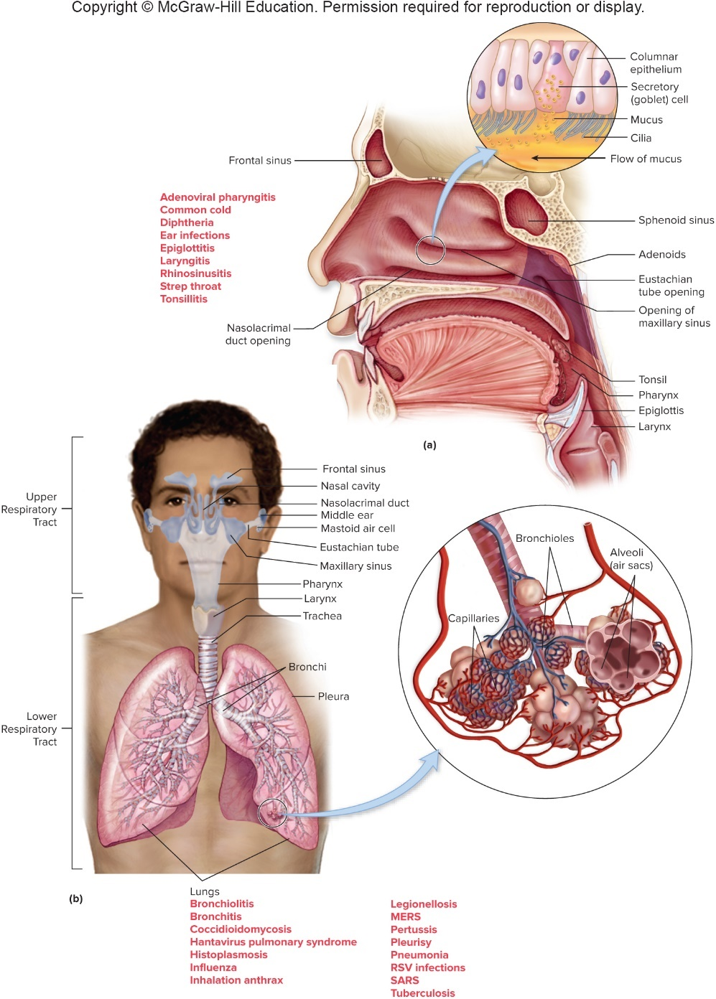 Copyright © McGraw-Hill Education. Permission required for reproduction or display.
Columnar
epithelium
Secretory
(goblet) cell
Mucus
Cilia
Flow of mucus
Frontal sinus
Adenoviral pharyngitis
Common cold
Diphtheria
Ear infections
Epiglottitis
Laryngitis
Rhinosinusitis
Strep throat
Tonsillitis
Nasolacrimal
duct opening
Sphenoid sinus
Adenoids
Eustachian
tube opening
Opening of
maxillary sinus
Tonsil
Pharynx
Epiglottis
Larynx
(a)
Upper
Respiratory
Tract
Frontal sinus
Nasal cavity
Nasolacrimal duct
Middle ear
Mastoid air cell
Eustachian tube
Maxillary sinus
Pharynx
Larynx
Trachea
Bronchi
Pleura
Lower
Respiratory
Tract
Bronchioles
Alveoli
(air sacs)
Capillaries
(b)
Lungs
Bronchiolitis
Bronchitis
Coccidioidomycosis
Hantavirus pulmonary syndrome
Histoplasmosis
Influenza
Inhalation anthrax
Legionellosis
MERS
Pertussis
Pleurisy
Pneumonia
RSV infections
SARS
Tuberculosis